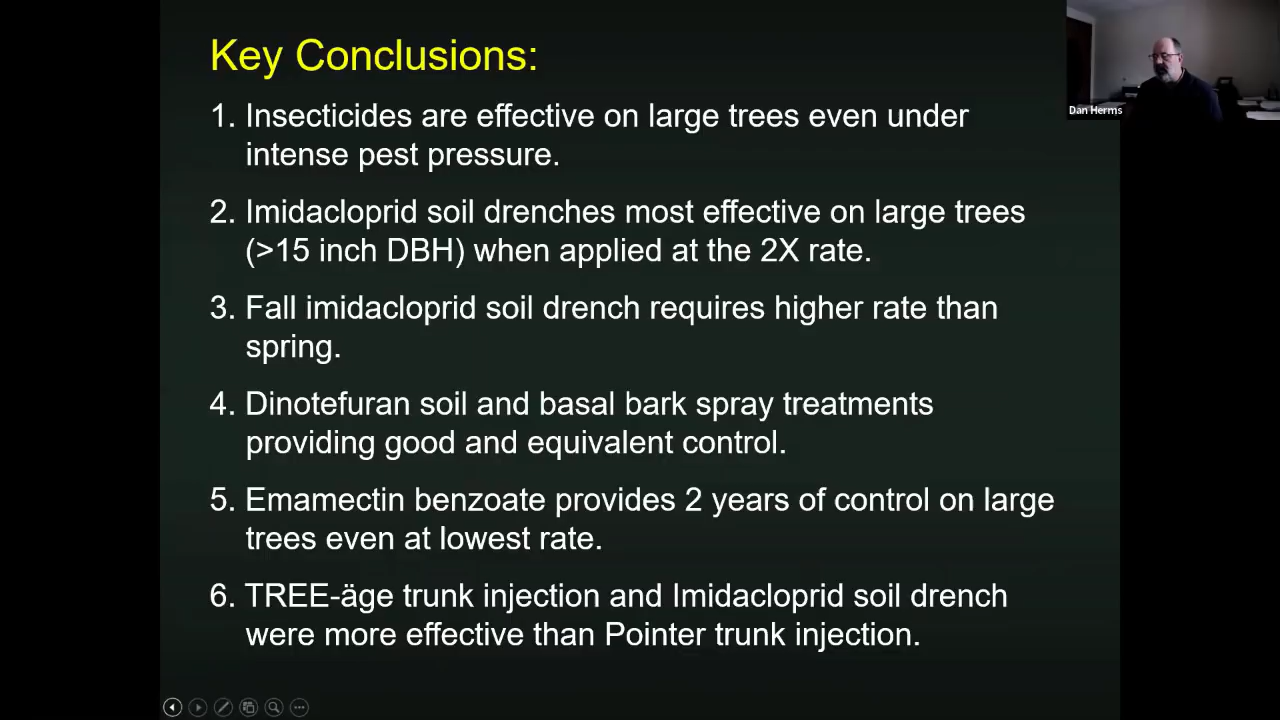 Key Conclusions:
Dan Herms
1. Insecticides are effective on large trees even under
intense pest pressure.
2. Imidacloprid soil drenches most effective on large trees
(>15 inch DBH) when applied at the 2X rate.
3. Fall imidacloprid soil drench requires higher rate than
spring.
4. Dinotefuran soil and basal bark spray treatments
providing good and equivalent control.
5. Emamectin benzoate provides 2 years of control on large
trees even at lowest rate.
6. TREE-äge trunk injection and Imidacloprid soil drench
were more effective than Pointer trunk injection.